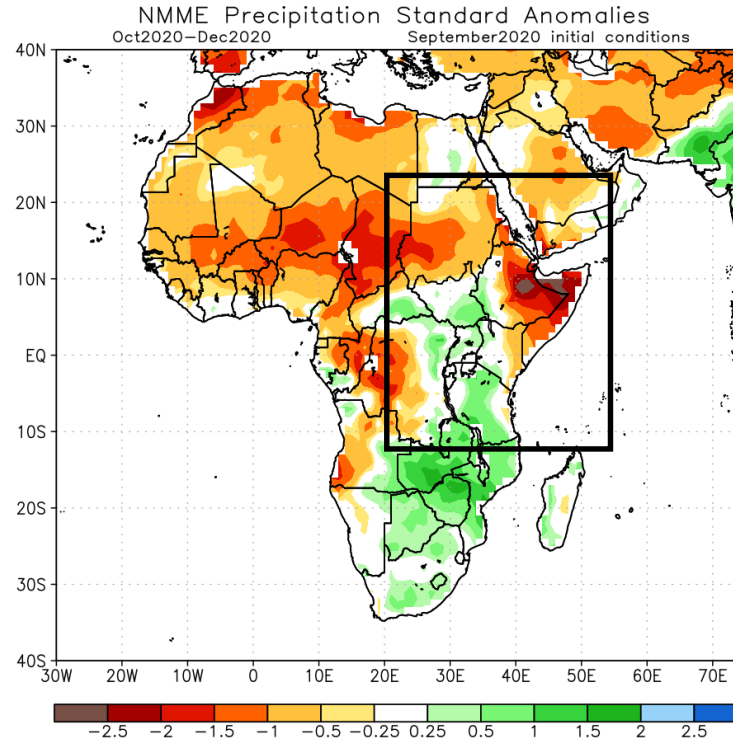 NMME Precipitation Standard Anomalies
Oct2020−Dec2020 September2020 initial conditions
40N
30N
20N
10N
EQ
10S
20S
30S
40S
30W 20W 10W 0 10E 20E 30E 40E 50E 60E 70E
−2.5 −2 −1.5 −1 −0.5 −0.25 0.25 0.5 1 1.5 2 2.5